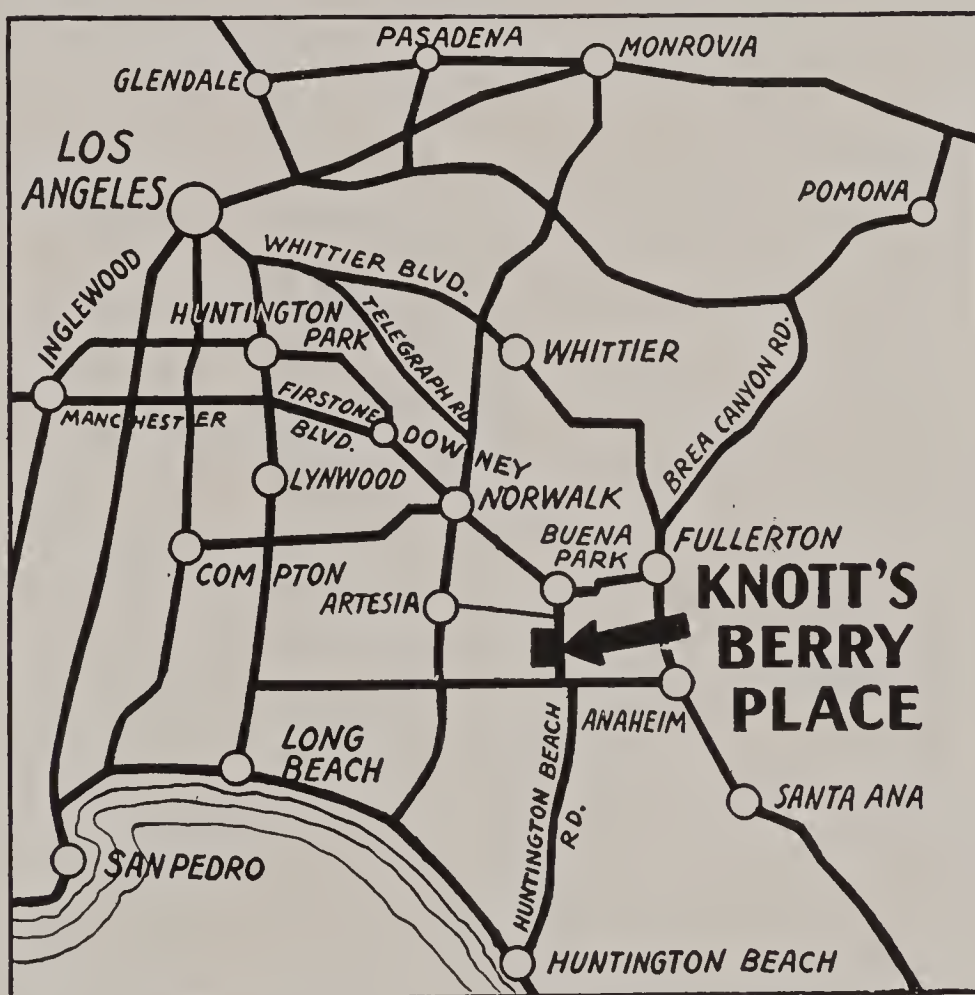 PASADENA
MONROVIA
GLENDALE
LOS
ANGELES
POMONA
INGLEWOOD
WHITTIER BLVD.
HUNTINGTON
PARK
TELEGRAPH RD.
WHITTIER
BREA CANYON RD.
MANCHESTER
FIRSTONE
BLVD.
DOWNEY
LYNWOOD
NORWALK
BUENA
PARK
FULLERTON
COMPTON
ARTESIA
KNOTT'S
BERRY
PLACE
ANAHEIM
LONG
BEACH
HUNTINGTON BEACH
RD.
SANTA ANA
SAN PEDRO
HUNTINGTON BEACH